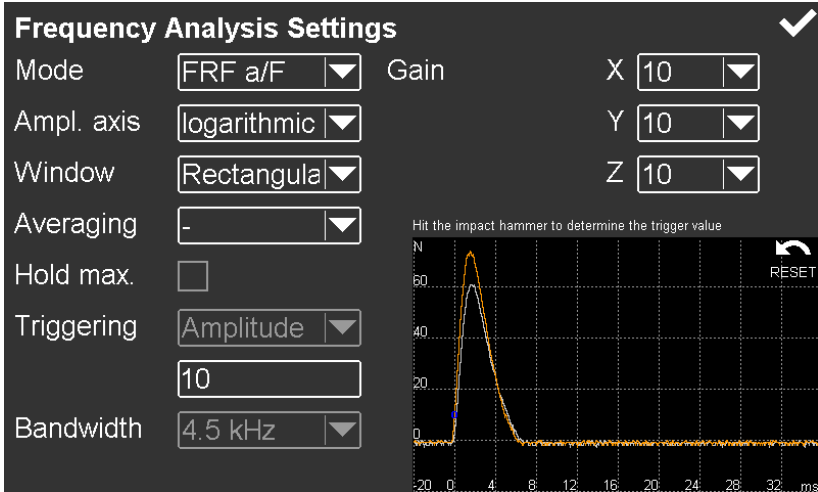 Frequency Analysis Settings
Mode FRF a/F Gain X 10
Ampl. axis logarithmic Y 10
Window Rectangula Z 10
Averaging -
Hit the impact hammer to determine the trigger value
N
RESET
Hold max.
60
Triggering Amplitude
40
10
20
Bandwidth 4.5 kHz
0
-20 0 4 8 12 16 20 24 28 32 ms